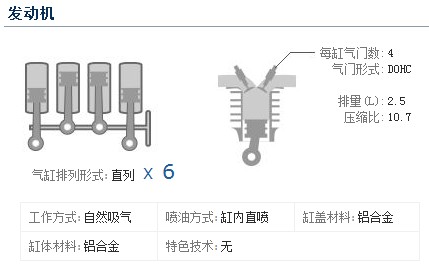 发动机
每缸气门数: 4
气门形式: DOHC
排量(L): 2.5
压缩比: 10.7
气缸排列形式: 直列 x 6
工作方式: 自然吸气 喷油方式: 缸内直喷 缸盖材料: 铝合金
缸体材料: 铝合金 特色技术: 无